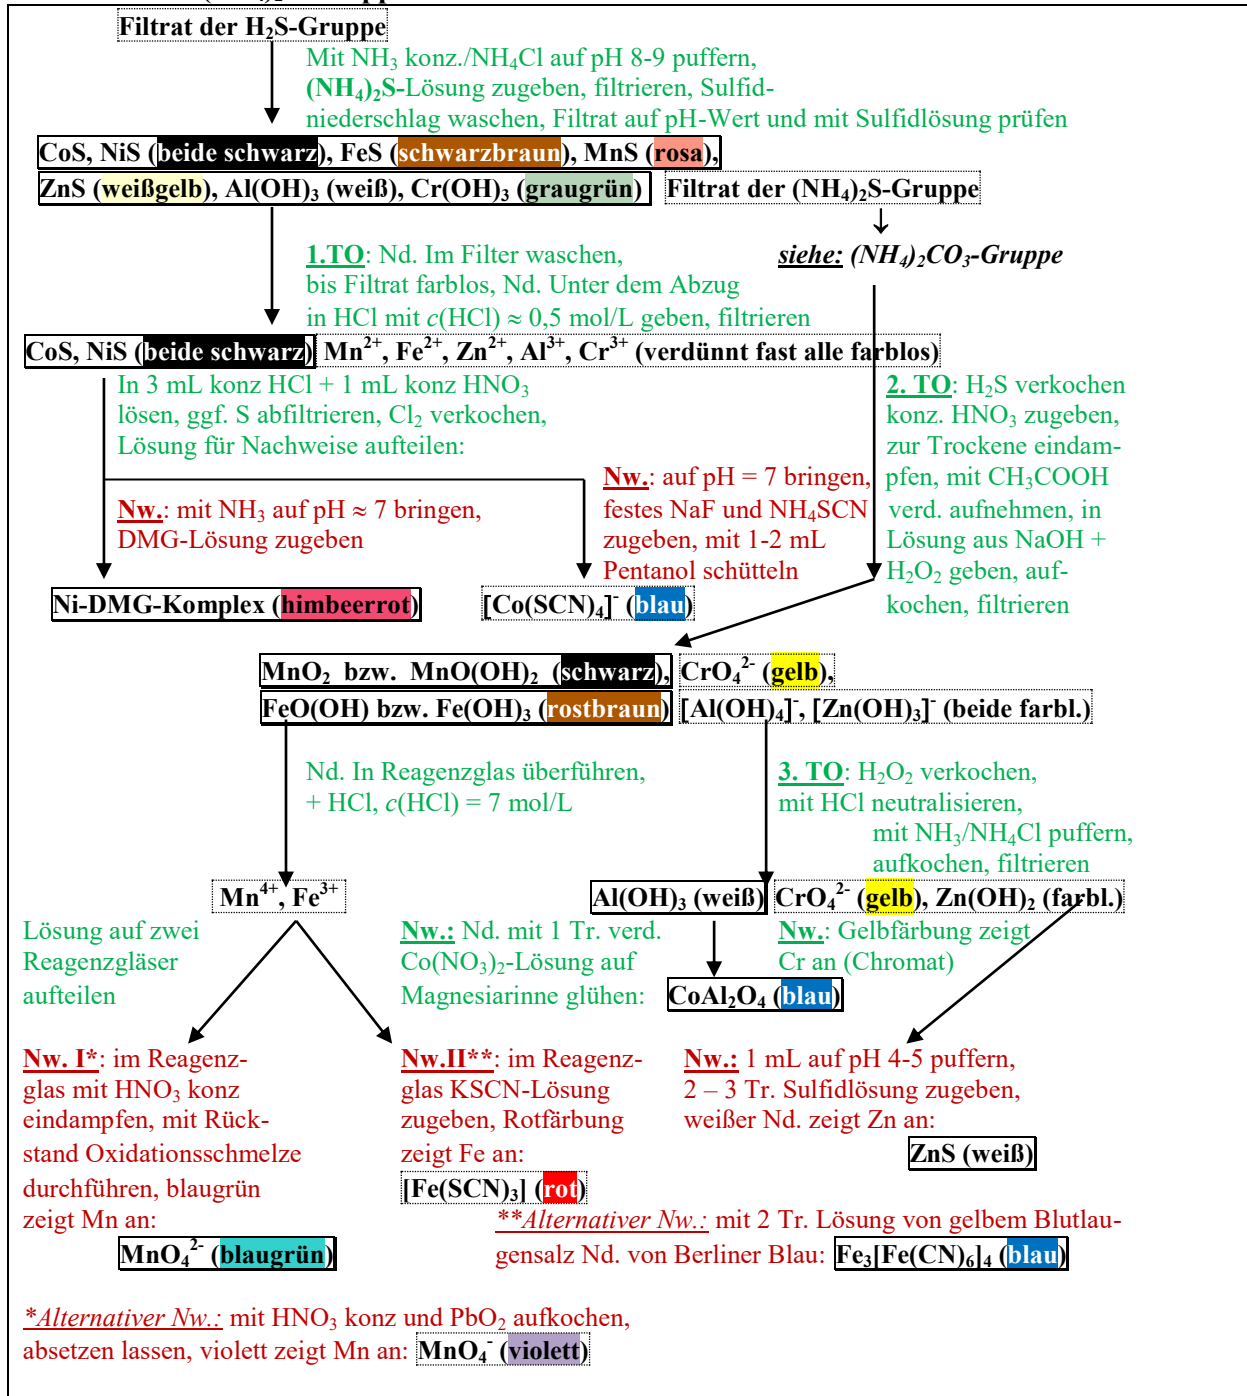 Filtrat der H₂S-Gruppe
Mit NH₃ konz./NH₄Cl auf pH 8-9 puffern,
(NH₄)₂S-Lösung zugeben, filtrieren, Sulfid-
niederschlag waschen, Filtrat auf pH-Wert und mit Sulfidlösung prüfen
CoS, NiS (beide schwarz), FeS (schwarzbraun), MnS (rosa),
ZnS (weißgelb), Al(OH)₃ (weiß), Cr(OH)₃ (graugrün)
Filtrat der (NH₄)₂S-Gruppe
↓
siehe: (NH₄)₂CO₃-Gruppe
1.TO: Nd. Im Filter waschen,
bis Filtrat farblos, Nd. Unter dem Abzug
in HCl mit c(HCl) ≈ 0,5 mol/L geben, filtrieren
CoS, NiS (beide schwarz)
Mn²⁺, Fe²⁺, Zn²⁺, Al³⁺, Cr³⁺ (verdünnt fast alle farblos)
In 3 mL konz HCl + 1 mL konz HNO₃
lösen, ggf. S abfiltrieren, Cl₂ verkochen,
Lösung für Nachweise aufteilen:
2. TO: H₂S verkochen
konz. HNO₃ zugeben,
zur Trockene eindam-
pfen, mit CH₃COOH
verd. aufnehmen, in
Lösung aus NaOH +
H₂O₂ geben, auf-
kochen, filtrieren
Nw.: mit NH₃ auf pH ≈ 7 bringen,
DMG-Lösung zugeben
Nw.: auf pH = 7 bringen,
festes NaF und NH₄SCN
zugeben, mit 1-2 mL
Pentanol schütteln
Ni-DMG-Komplex (himbeerrot)
[Co(SCN)₄]⁻ (blau)
MnO₂ bzw. MnO(OH)₂ (schwarz),
FeO(OH) bzw. Fe(OH)₃ (rostbraun)
CrO₄²⁻ (gelb),
[Al(OH)₄]⁻, [Zn(OH)₃]⁻ (beide farbl.)
Nd. In Reagenzglas überführen,
+ HCl, c(HCl) = 7 mol/L
3. TO: H₂O₂ verkochen,
mit HCl neutralisieren,
mit NH₃/NH₄Cl puffern,
aufkochen, filtrieren
Mn⁴⁺, Fe³⁺
Al(OH)₃ (weiß)
CrO₄²⁻ (gelb), Zn(OH)₂ (farbl.)
Lösung auf zwei
Reagenzgläser
aufteilen
Nw.: Nd. mit 1 Tr. verd.
Co(NO₃)₂-Lösung auf
Magnesiarinne glühen:
CoAl₂O₄ (blau)
Nw.: Gelbfärbung zeigt
Cr an (Chromat)
Nw. I*: im Reagenz-
glas mit HNO₃ konz
eindampfen, mit Rück-
stand Oxidationsschmelze
durchführen, blaugrün
zeigt Mn an:
MnO₄²⁻ (blaugrün)
Nw.II**: im Reagenz-
glas KSCN-Lösung
zugeben, Rotfärbung
zeigt Fe an:
[Fe(SCN)₃] (rot)
Nw.: 1 mL auf pH 4-5 puffern,
2 – 3 Tr. Sulfidlösung zugeben,
weißer Nd. zeigt Zn an:
ZnS (weiß)
**Alternativer Nw.: mit 2 Tr. Lösung von gelbem Blutlau-
gensalz Nd. von Berliner Blau: Fe₃[Fe(CN)₆]₄ (blau)
*Alternativer Nw.: mit HNO₃ konz und PbO₂ aufkochen,
absetzen lassen, violett zeigt Mn an: MnO₄⁻ (violett)